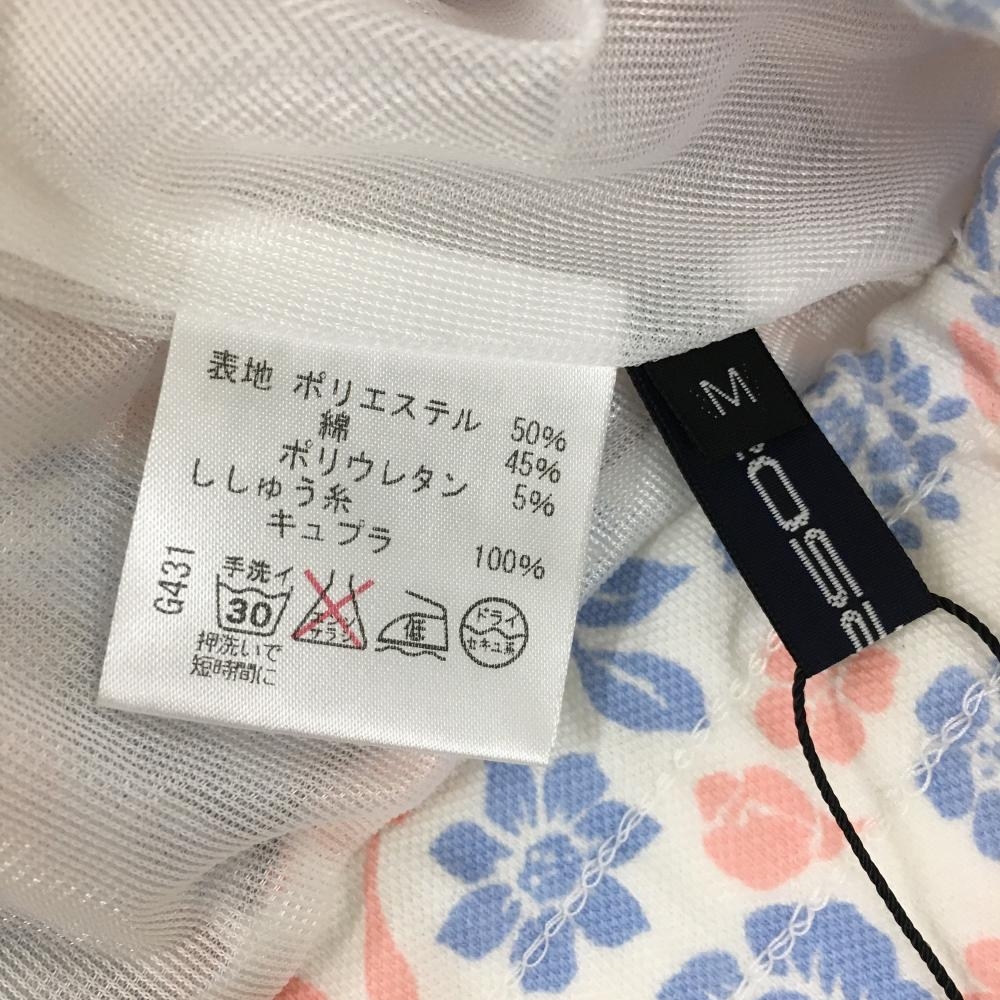 表地 ポリエステル 50%
綿 45%
ポリウレタン 5%
ししゅう糸
キュプラ 100%
G431
手洗イ
30
押洗いで
短時間に
エンソ
サラシ
低
ドライ
セキユ系
M